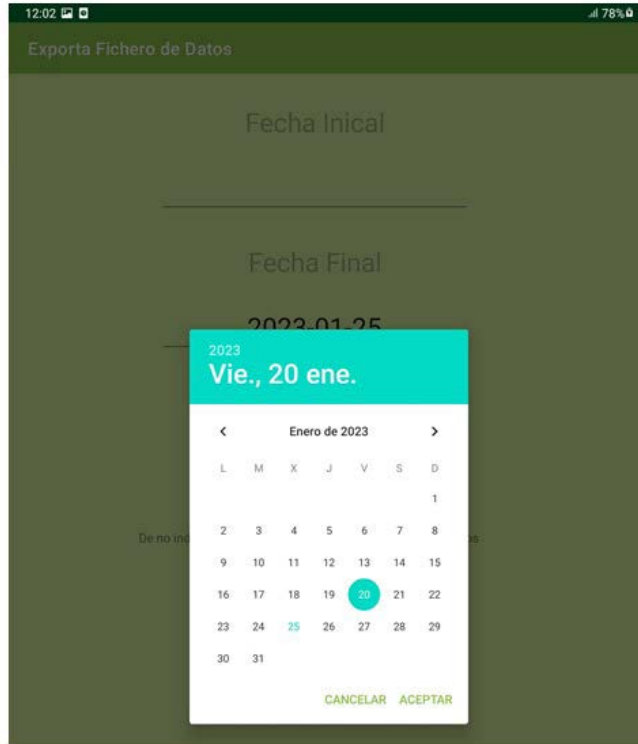 12:02
78%
Exporta Fichero de Datos
Fecha Inical
Fecha Final
2023-01-25
2023
Vie., 20 ene.
Enero de 2023
L M X J V S D
1
2 3 4 5 6 7 8
9 10 11 12 13 14 15
16 17 18 19 20 21 22
23 24 25 26 27 28 29
30 31
De no
CANCELAR ACEPTAR